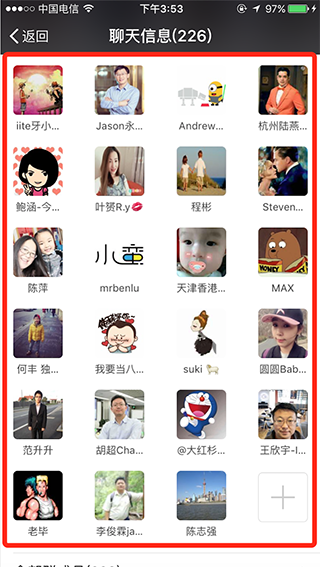 中国电信
下午3:53
97%
返回
聊天信息(226)
iite牙小...
Jason永...
Andrew...
杭州陆燕...
鲍涵-今...
叶赟R.y💋
程彬
Steven...
小蛮
陈萍
mrbenlu
天津香港...
MAX
何丰 独...
我要当八...
suki 🐩
圆圆Bab...
范升升
胡超Cha...
@大红杉...
王欣宇-I...
老毕
李俊霖ja...
陈志强